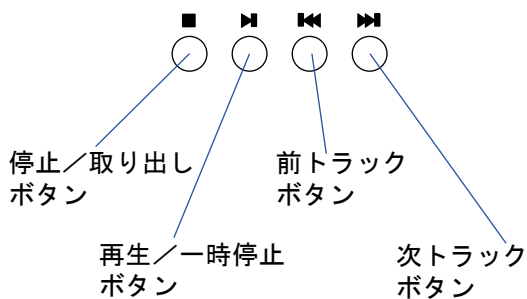 停止／取り出し
ボタン
前トラック
ボタン
再生／一時停止
ボタン
次トラック
ボタン